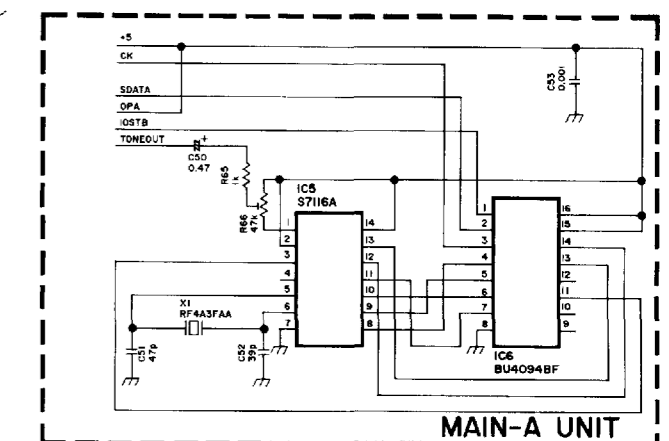 +5
CK
SDATA
OPA
IOSTB
TONEOUT
+
C50
0.47
R65
1k
R66
47k
C53
0.001
IC5
S7116A
1
2
3
4
5
6
7
14
13
12
11
10
9
8
1
2
3
4
5
6
7
8
16
15
14
13
12
11
10
9
IC6
BU4094BF
X1
RF4A3FAA
C51
47p
C52
39p
MAIN-A UNIT